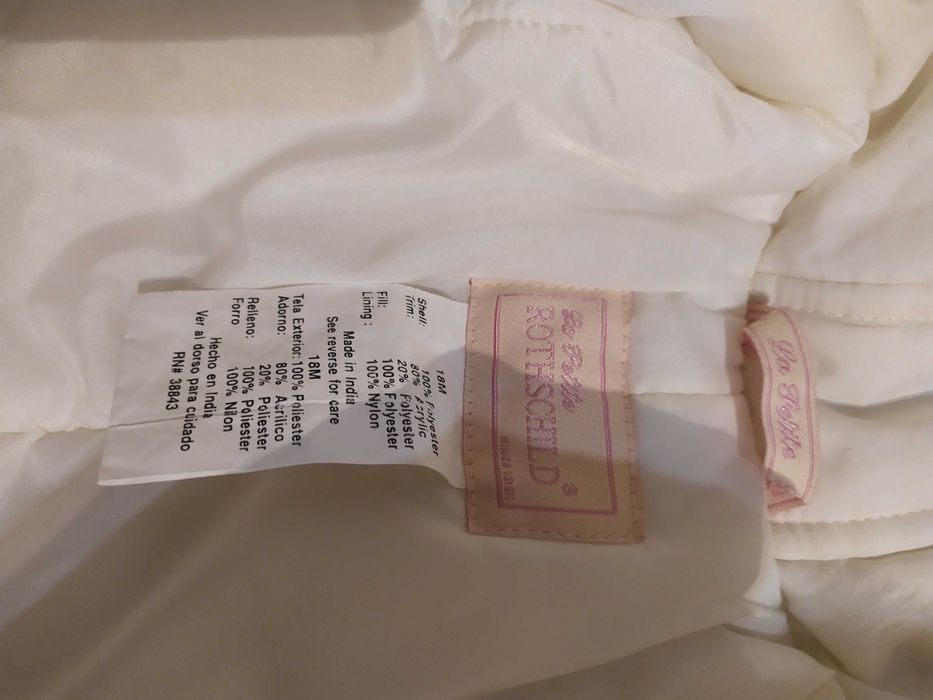 La Petite
La Petite
ROTHSCHILD®
SINCE 1881
18M
Shell: 100% Polyester
Trim: 80% Acrylic
20% Polyester
Fill: 100% Polyester
Lining : 100% Nylon
Made in India
See reverse for care
18M
Tela Exterior: 100% Poliester
Adorno: 80% Acrilico
20% Poliester
Relleno: 100% Poliester
Forro 100% Nilon
Hecho en India
Ver al dorso para cuidado
RN# 38843